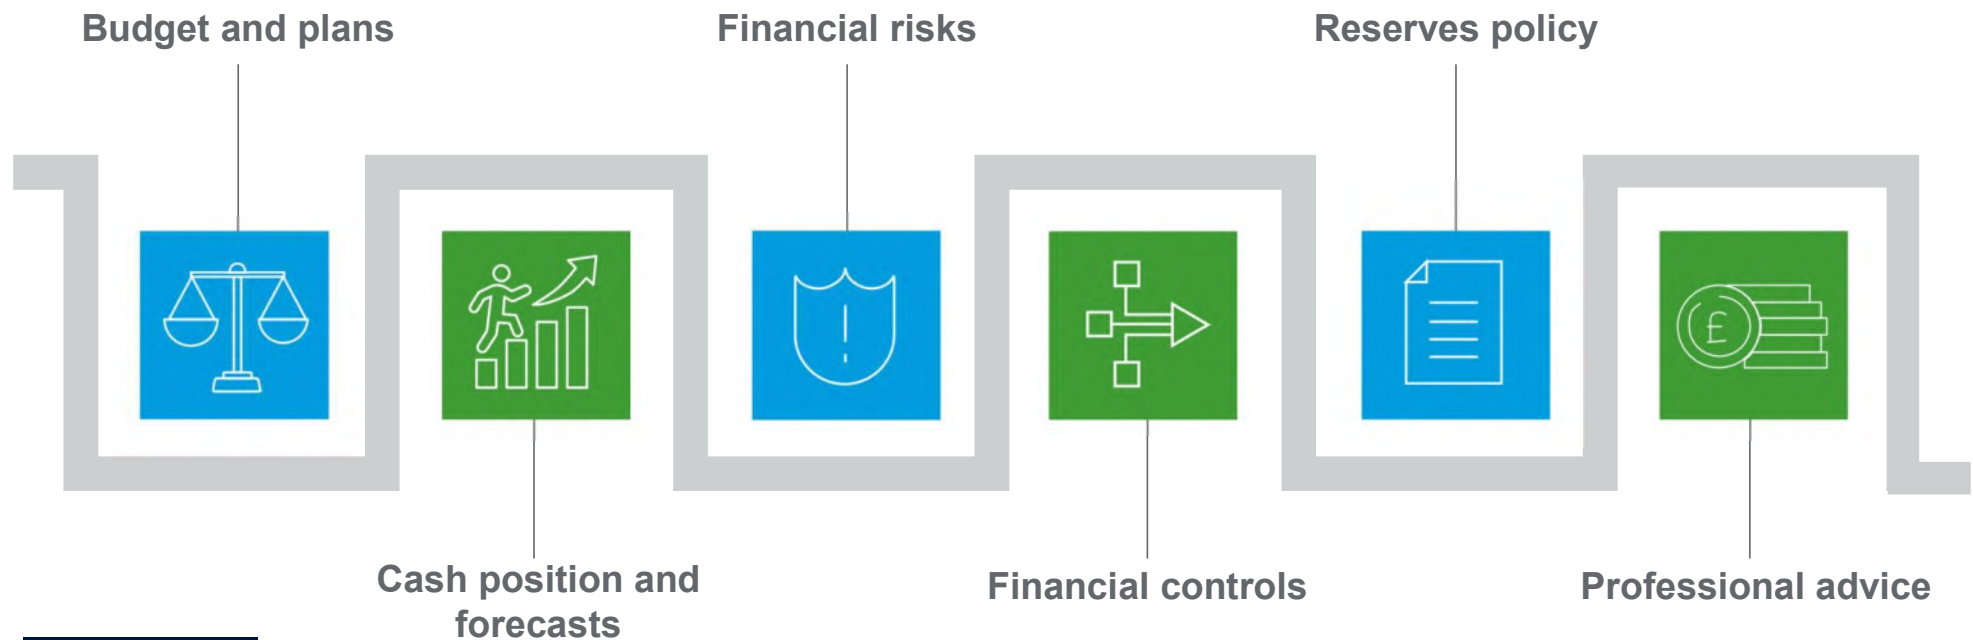 Budget and plans
Financial risks
Reserves policy
£
Cash position and
forecasts
Financial controls
Professional advice